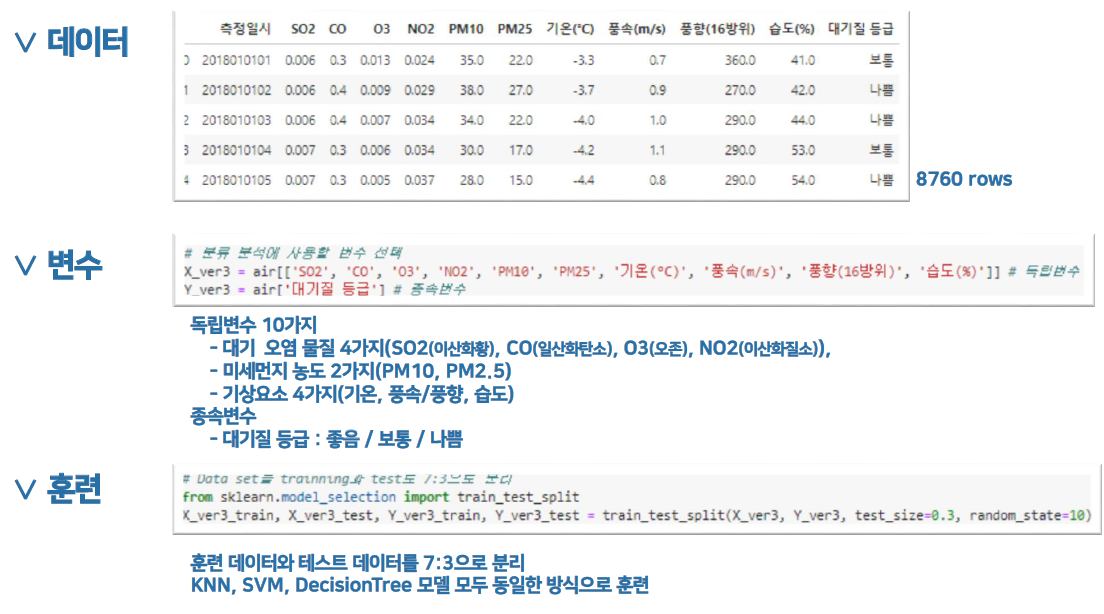 ∨ 데이터
측정일시 SO2 CO O3 NO2 PM10 PM25 기온(°C) 풍속(m/s) 풍향(16방위) 습도(%) 대기질 등급
0 2018010101 0.006 0.3 0.013 0.024 35.0 22.0 -3.3 0.7 360.0 41.0 보통
1 2018010102 0.006 0.4 0.009 0.029 38.0 27.0 -3.7 0.9 270.0 42.0 나쁨
2 2018010103 0.006 0.4 0.007 0.034 34.0 22.0 -4.0 1.0 290.0 44.0 나쁨
3 2018010104 0.007 0.3 0.006 0.034 30.0 17.0 -4.2 1.1 290.0 53.0 보통
4 2018010105 0.007 0.3 0.005 0.037 28.0 15.0 -4.4 0.8 290.0 54.0 나쁨
8760 rows
∨ 변수
# 분류 분석에 사용할 변수 선택
X_ver3 = air[['SO2', 'CO', 'O3', 'NO2', 'PM10', 'PM25', '기온(°C)', '풍속(m/s)', '풍향(16방위)', '습도(%)']] # 독립변수
Y_ver3 = air['대기질 등급'] # 종속변수
독립변수 10가지
- 대기 오염 물질 4가지(SO2(이산화황), CO(일산화탄소), O3(오존), NO2(이산화질소)),
- 미세먼지 농도 2가지(PM10, PM2.5)
- 기상요소 4가지(기온, 풍속/풍향, 습도)
종속변수
- 대기질 등급 : 좋음 / 보통 / 나쁨
∨ 훈련
# Data set를 trainning과 test로 7:3으로 분리
from sklearn.model_selection import train_test_split
X_ver3_train, X_ver3_test, Y_ver3_train, Y_ver3_test = train_test_split(X_ver3, Y_ver3, test_size=0.3, random_state=10)
훈련 데이터와 테스트 데이터를 7:3으로 분리
KNN, SVM, DecisionTree 모델 모두 동일한 방식으로 훈련